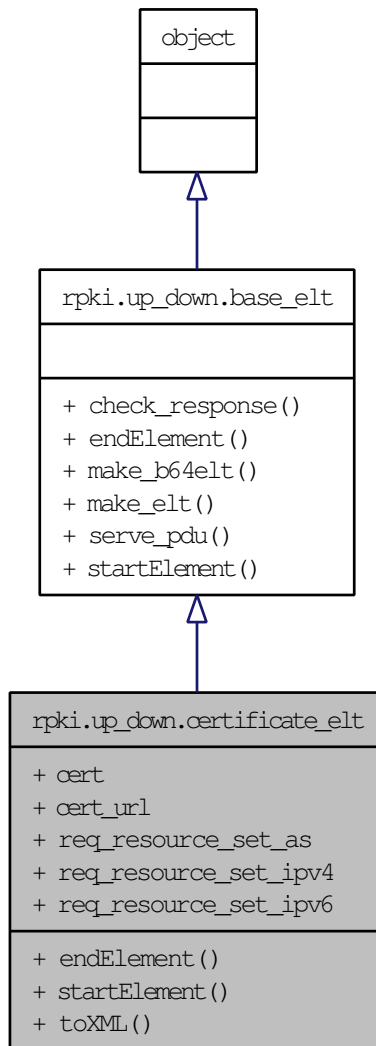 object
rpki.up_down.base_elt
+ check_response()
+ endElement()
+ make_b64elt()
+ make_elt()
+ serve_pdu()
+ startElement()
rpki.up_down.certificate_elt
+ cert
+ cert_url
+ req_resource_set_as
+ req_resource_set_ipv4
+ req_resource_set_ipv6
+ endElement()
+ startElement()
+ toXML()